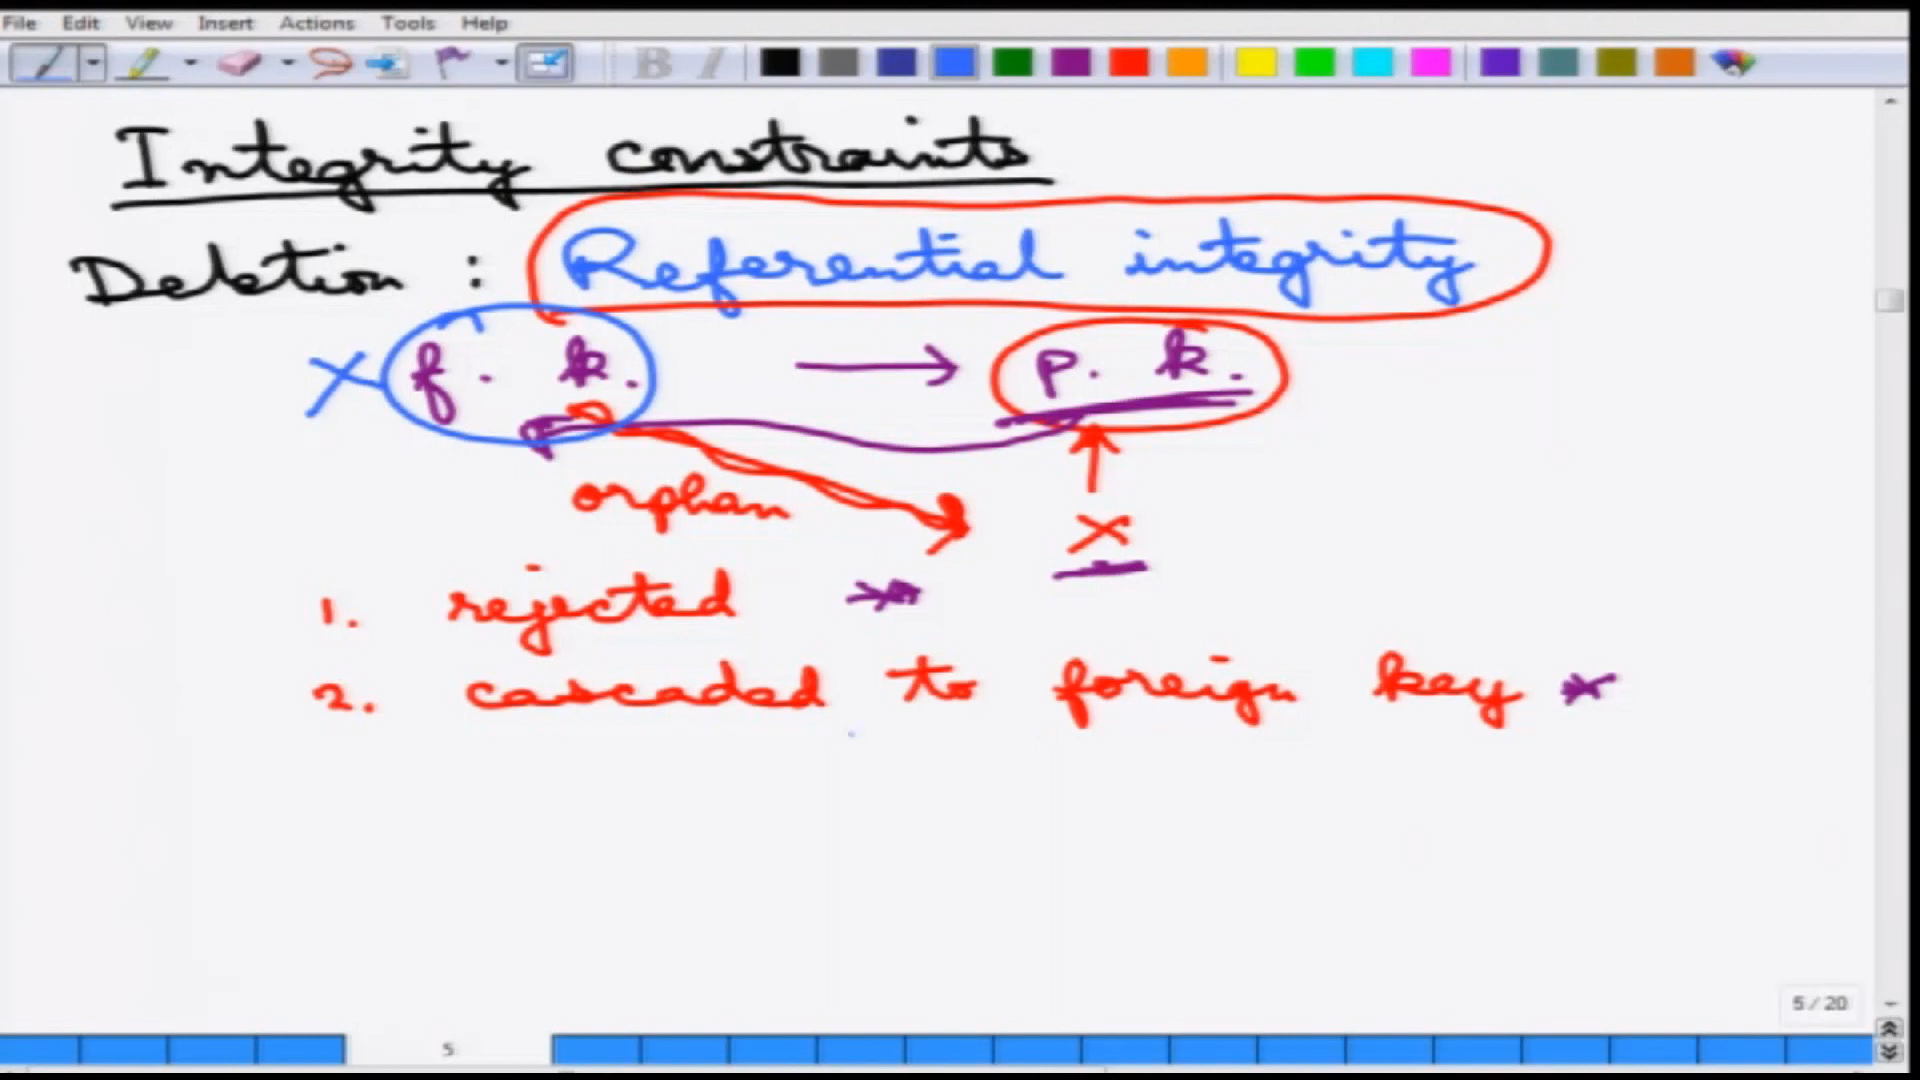 File Edit View Insert Actions Tools Help
B I
Integrity constraints
Deletion : Referential integrity
X f. k. → p. k.
orphan
X
1. rejected *
2. cascaded to foreign key *
5 / 20
5